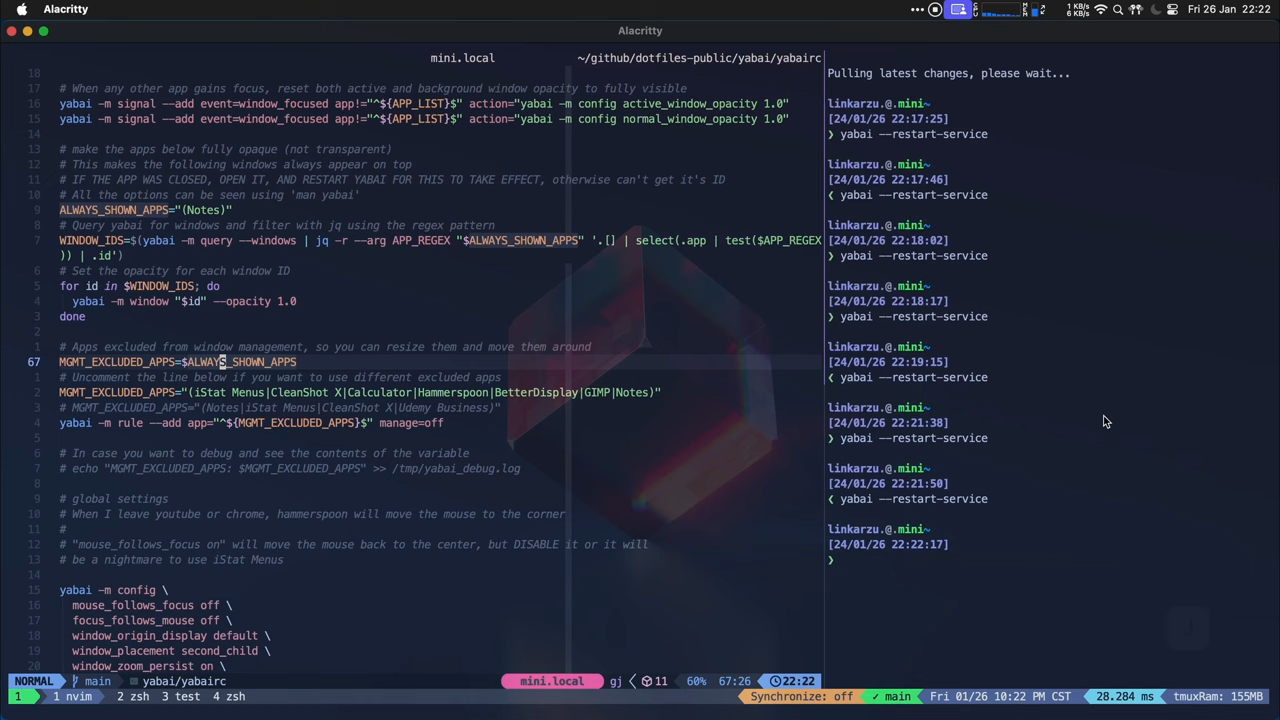 Alacritty
1 KB/s
6 KB/s
Fri 26 Jan 22:22
Alacritty
mini.local ~/github/dotfiles-public/yabai/yabairc
18
17 # When any other app gains focus, reset both active and background window opacity to fully visible
16 yabai -m signal --add event=window_focused app!="^${APP_LIST}$" action="yabai -m config active_window_opacity 1.0"
15 yabai -m signal --add event=window_focused app!="^${APP_LIST}$" action="yabai -m config normal_window_opacity 1.0"
14
13 # make the apps below fully opaque (not transparent)
12 # This makes the following windows always appear on top
11 # IF THE APP WAS CLOSED, OPEN IT, AND RESTART YABAI FOR THIS TO TAKE EFFECT, otherwise can't get it's ID
10 # All the options can be seen using 'man yabai'
9 ALWAYS_SHOWN_APPS="(Notes)"
8 # Query yabai for windows and filter with jq using the regex pattern
7 WINDOW_IDS=$(yabai -m query --windows | jq -r --arg APP_REGEX "$ALWAYS_SHOWN_APPS" '.[] | select(.app | test($APP_REGEX
)) | .id')
6 # Set the opacity for each window ID
5 for id in $WINDOW_IDS; do
4 yabai -m window "$id" --opacity 1.0
3 done
2
1 # Apps excluded from window management, so you can resize them and move them around
67 MGMT_EXCLUDED_APPS=$ALWAYS_SHOWN_APPS
1 # Uncomment the line below if you want to use different excluded apps
2 MGMT_EXCLUDED_APPS="(iStat Menus|CleanShot X|Calculator|Hammerspoon|BetterDisplay|GIMP|Notes)"
3 # MGMT_EXCLUDED_APPS="(Notes|iStat Menus|CleanShot X|Udemy Business)"
4 yabai -m rule --add app="^${MGMT_EXCLUDED_APPS}$" manage=off
5
6 # In case you want to debug and see the contents of the variable
7 # echo "MGMT_EXCLUDED_APPS: $MGMT_EXCLUDED_APPS" >> /tmp/yabai_debug.log
8
9 # global settings
10 # When I leave youtube or chrome, hammerspoon will move the mouse to the corner
11 #
12 # "mouse_follows_focus on" will move the mouse back to the center, but DISABLE it or it will
13 # be a nightmare to use iStat Menus
14
15 yabai -m config \
16 mouse_follows_focus off \
17 focus_follows_mouse off \
18 window_origin_display default \
19 window_placement second_child \
20 window_zoom_persist on \
NORMAL main yabai/yabairc mini.local gj 11 60% 67:26 22:22
Pulling latest changes, please wait...
linkarzu.@.mini~
[24/01/26 22:17:25]
❯ yabai --restart-service
linkarzu.@.mini~
[24/01/26 22:17:46]
❮ yabai --restart-service
linkarzu.@.mini~
[24/01/26 22:18:02]
❯ yabai --restart-service
linkarzu.@.mini~
[24/01/26 22:18:17]
❯ yabai --restart-service
linkarzu.@.mini~
[24/01/26 22:19:15]
❮ yabai --restart-service
linkarzu.@.mini~
[24/01/26 22:21:38]
❯ yabai --restart-service
linkarzu.@.mini~
[24/01/26 22:21:50]
❮ yabai --restart-service
linkarzu.@.mini~
[24/01/26 22:22:17]
❯
1 1 nvim 2 zsh 3 test 4 zsh Synchronize: off ✓ main Fri 01/26 10:22 PM CST 28.284 ms tmuxRam: 155MB